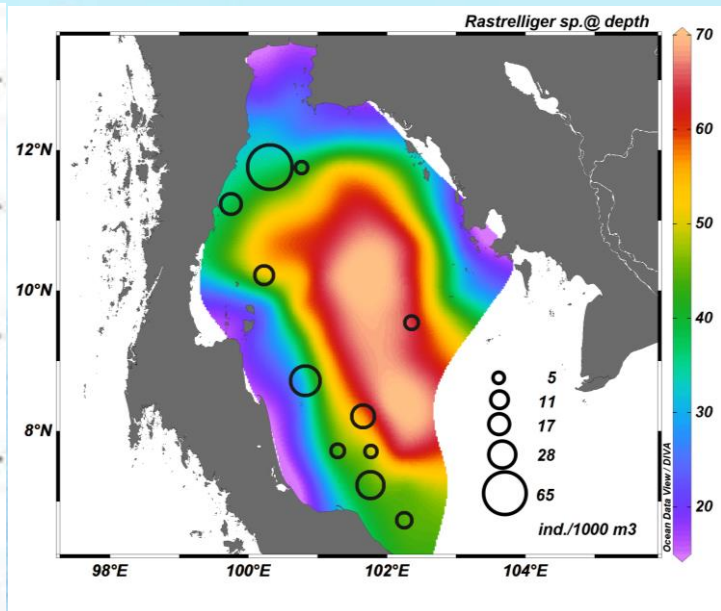 Rastrelliger sp.@ depth
70
60
50
40
30
20
12°N
10°N
8°N
98°E
100°E
102°E
104°E
5
11
17
28
65
ind./1000 m3
Ocean Data View / DIVA